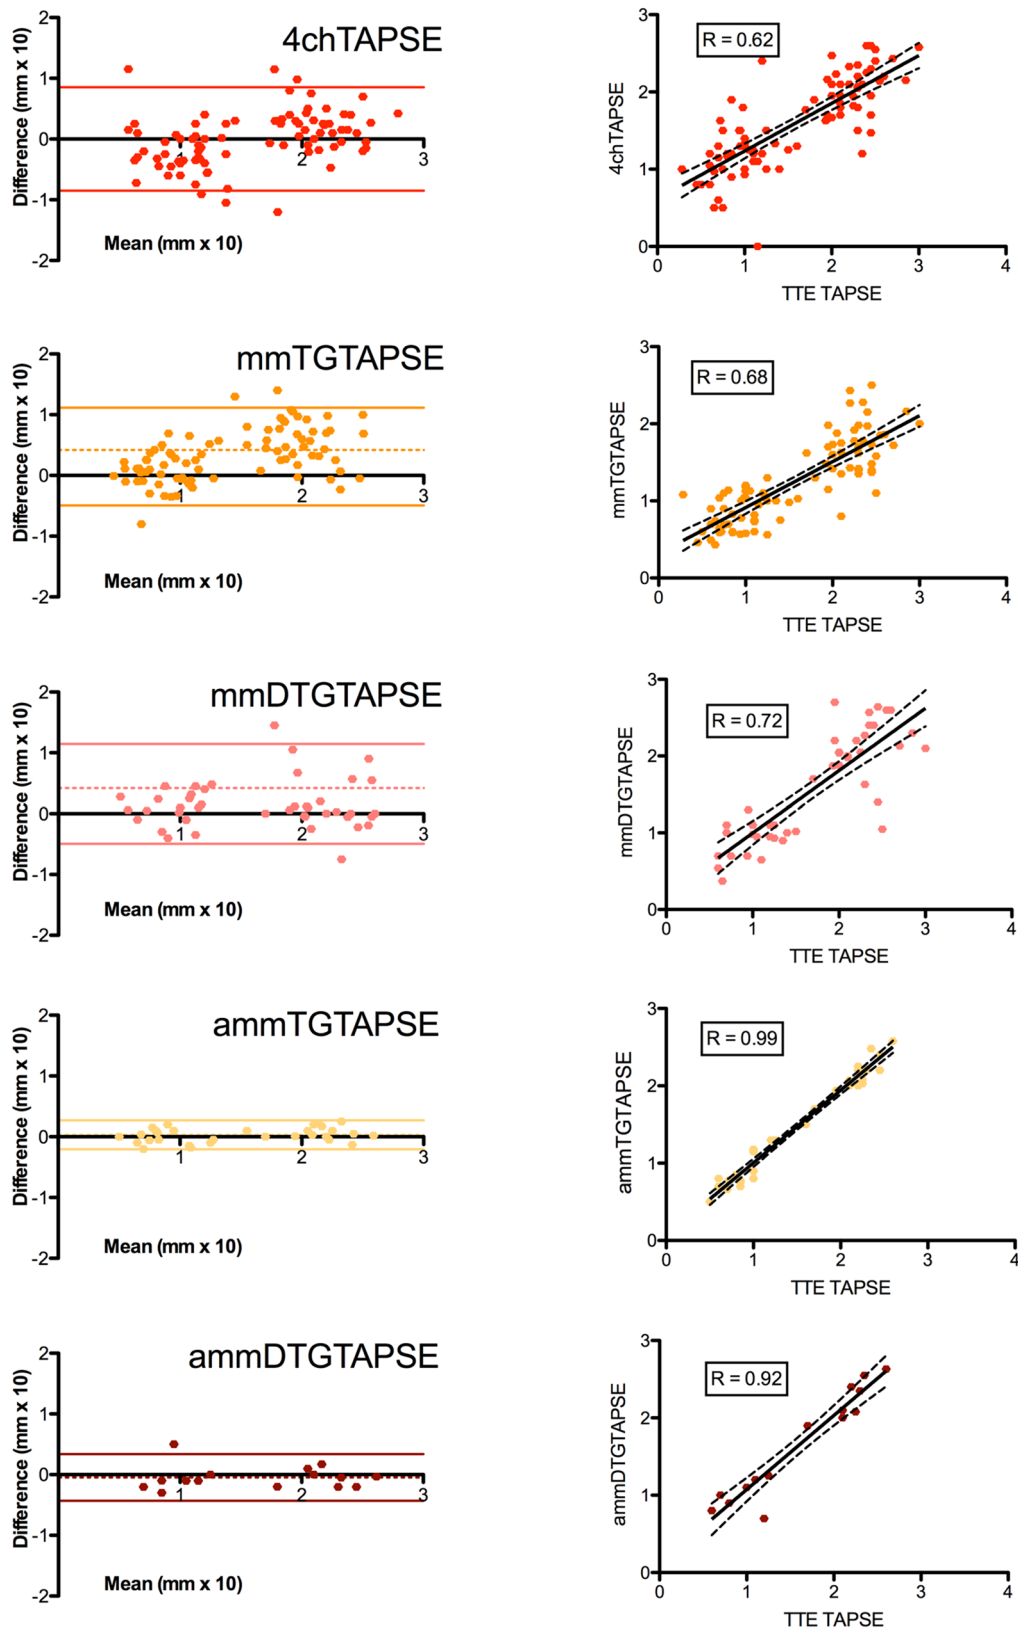 4chTAPSE
Difference (mm x 10)
2
1
0
-1
-2
1 2 3
Mean (mm x 10)
R = 0.62
4chTAPSE
3
2
1
0
0 1 2 3 4
TTE TAPSE
mmTGTAPSE
Difference (mm x 10)
2
1
0
-1
-2
1 2 3
Mean (mm x 10)
R = 0.68
mmTGTAPSE
3
2
1
0
0 1 2 3 4
TTE TAPSE
mmDTGTAPSE
Difference (mm x 10)
2
1
0
-1
-2
1 2 3
Mean (mm x 10)
R = 0.72
mmDTGTAPSE
3
2
1
0
0 1 2 3 4
TTE TAPSE
ammTGTAPSE
Difference (mm x 10)
2
1
0
-1
-2
1 2 3
Mean (mm x 10)
R = 0.99
ammTGTAPSE
3
2
1
0
0 1 2 3 4
TTE TAPSE
ammDTGTAPSE
Difference (mm x 10)
2
1
0
-1
-2
1 2 3
Mean (mm x 10)
R = 0.92
ammDTGTAPSE
3
2
1
0
0 1 2 3 4
TTE TAPSE